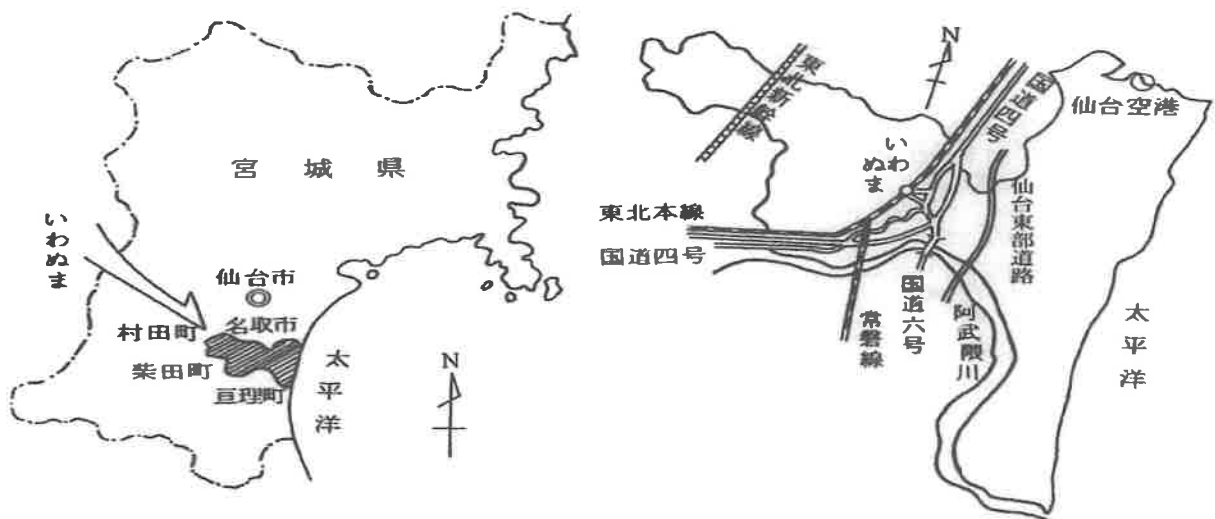 宮城県
いわぬま
仙台市
村田町
名取市
柴田町
亘理町
太平洋
N
N
東北新幹線
国道四号
仙台空港
いわぬま
仙台東部道路
東北本線
国道四号
常磐線
国道六号
阿武隈川
太平洋